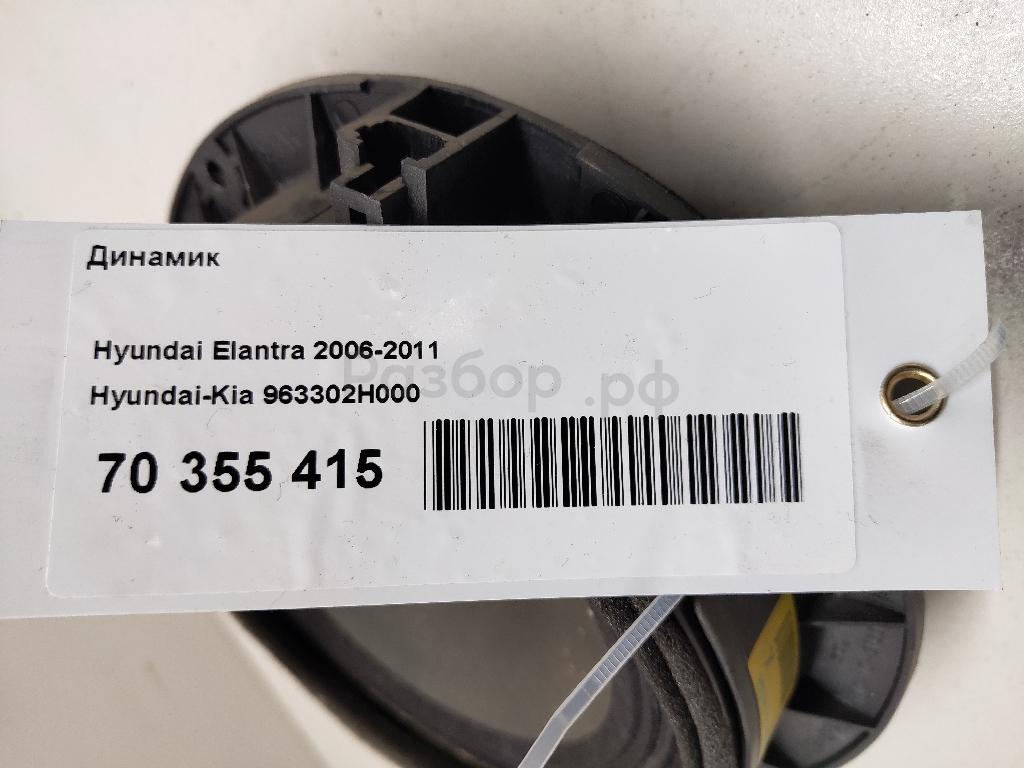 Динамик
Hyundai Elantra 2006-2011
Разбор.рф
Hyundai-Kia 963302H000
70 355 415